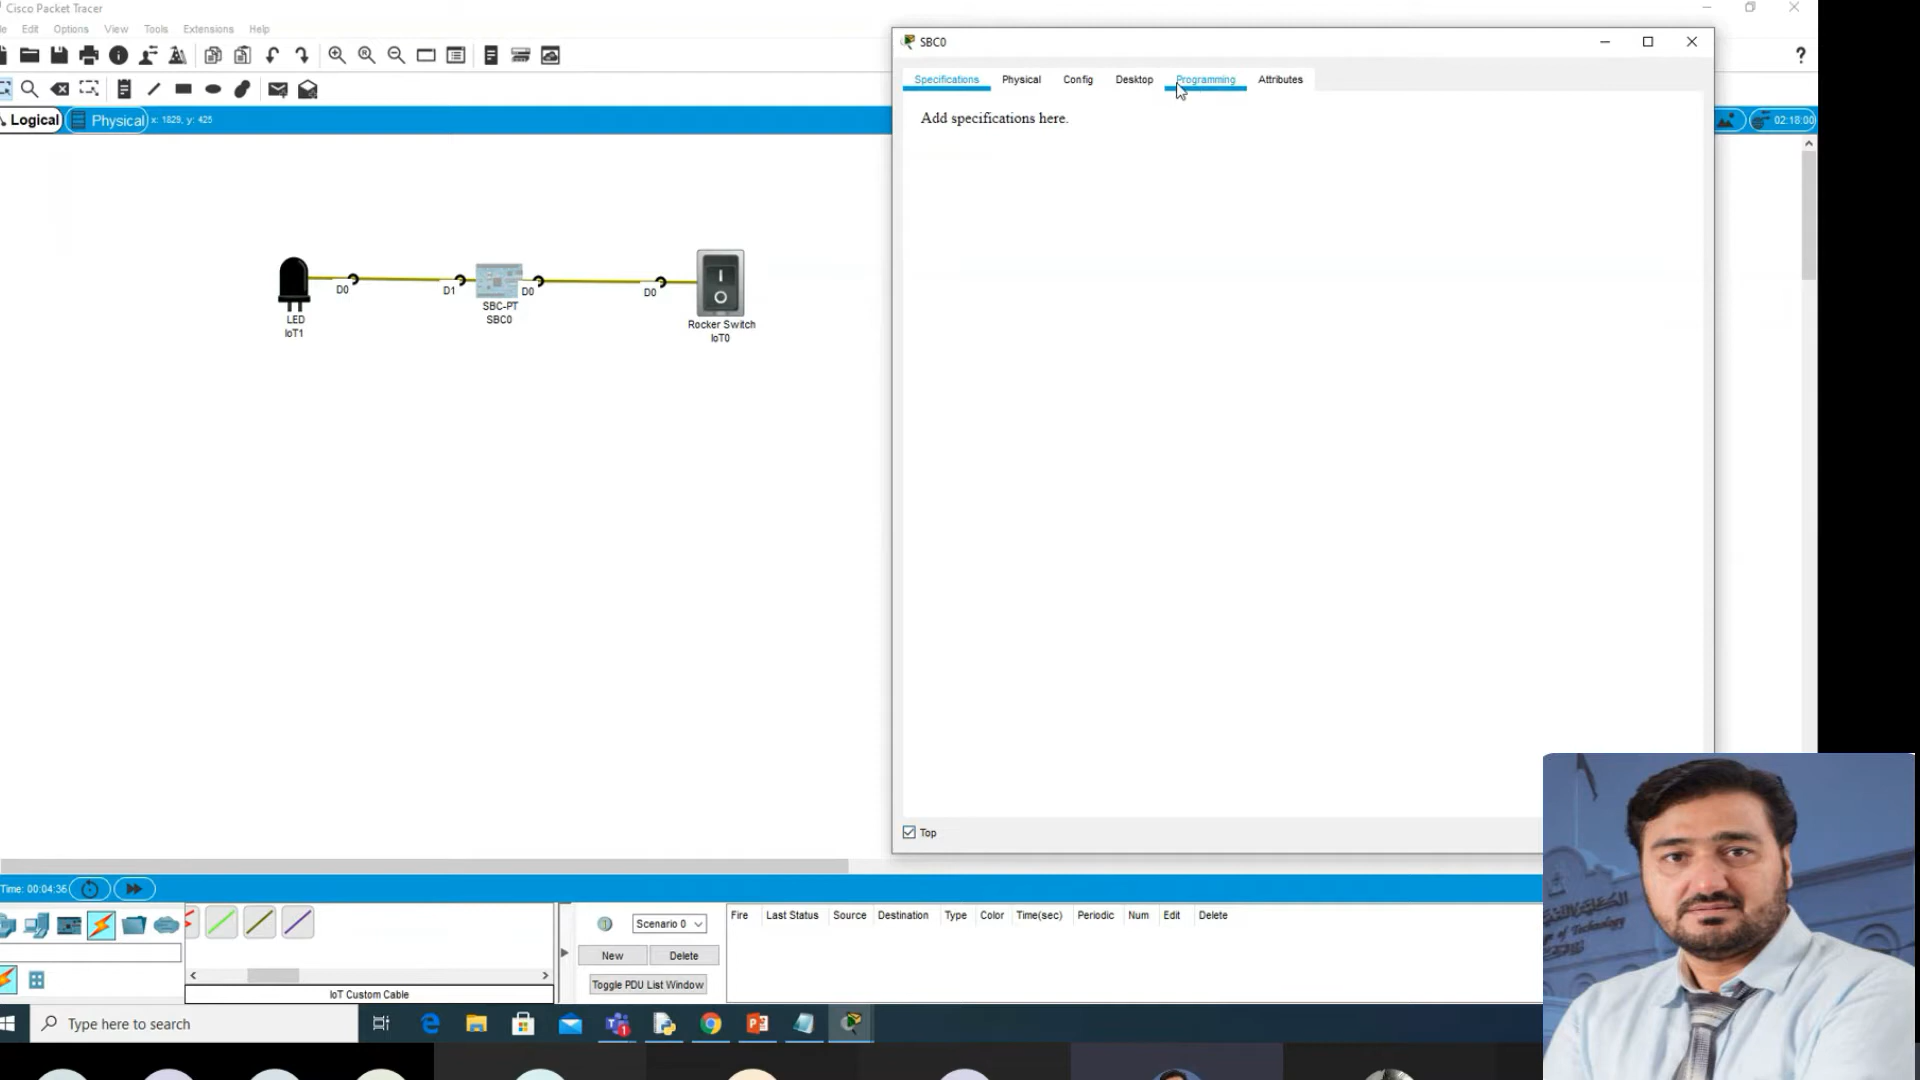 Cisco Packet Tracer
Edit Options View Tools Extensions Help
SBC0
?
Specifications Physical Config Desktop Programming Attributes
Add specifications here.
Logical Physical x: 1829, y: 425
02:18:00
D0 D1 D0 D0
LED
IoT1
SBC-PT
SBC0
Rocker Switch
IoT0
Top
Time: 00:04:36
Scenario 0
New Delete
Toggle PDU List Window
Fire Last Status Source Destination Type Color Time(sec) Periodic Num Edit Delete
IoT Custom Cable
Type here to search
of Technology